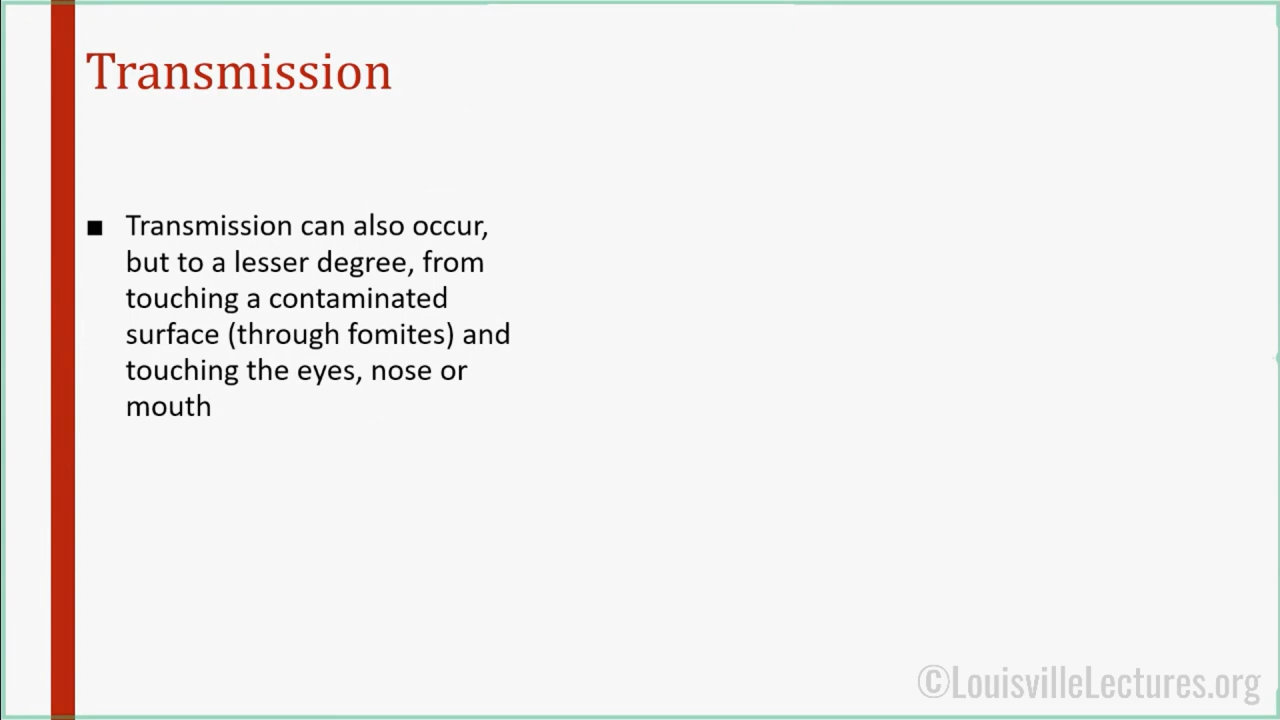 Transmission
■ Transmission can also occur,
but to a lesser degree, from
touching a contaminated
surface (through fomites) and
touching the eyes, nose or
mouth
©LouisvilleLectures.org